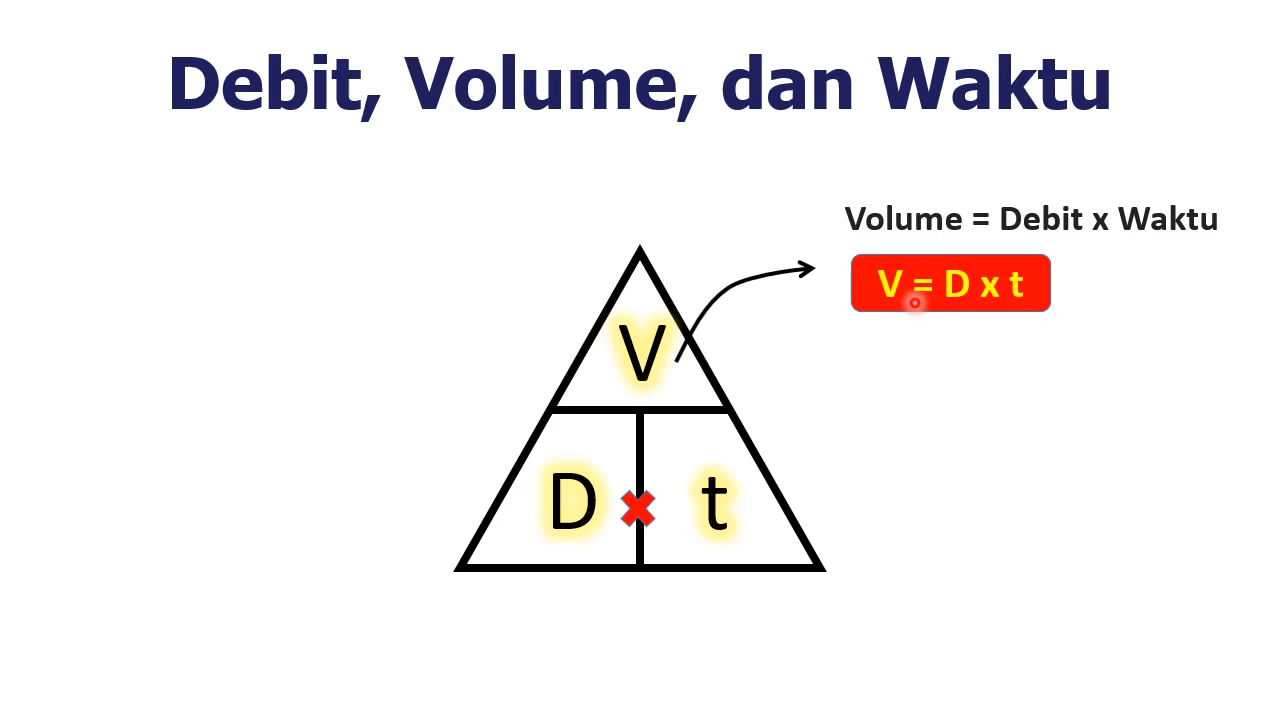 Debit, Volume, dan Waktu
Volume = Debit x Waktu
V = D x t
V
D
t